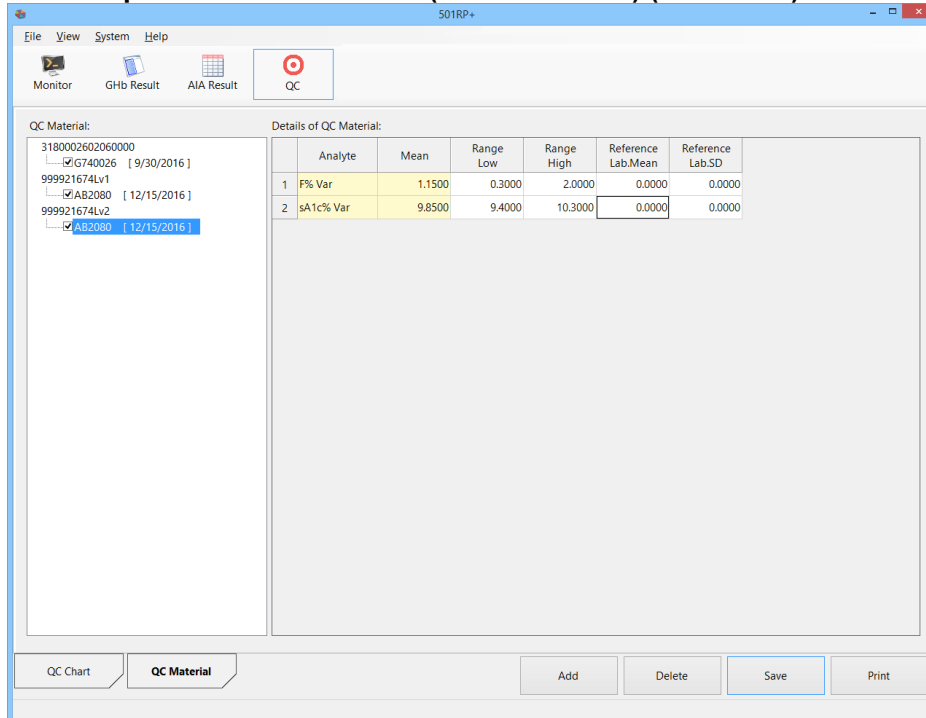 501RP+
File View System Help
Monitor GHb Result AIA Result QC
QC Material:
Details of QC Material:
3180002602060000
G740026 [ 9/30/2016 ]
999921674Lv1
AB2080 [ 12/15/2016 ]
999921674Lv2
AB2080 [ 12/15/2016 ]
Analyte Mean Range Low Range High Reference Lab.Mean Reference Lab.SD
1 F% Var 1.1500 0.3000 2.0000 0.0000 0.0000
2 sA1c% Var 9.8500 9.4000 10.3000 0.0000 0.0000
QC Chart QC Material Add Delete Save Print